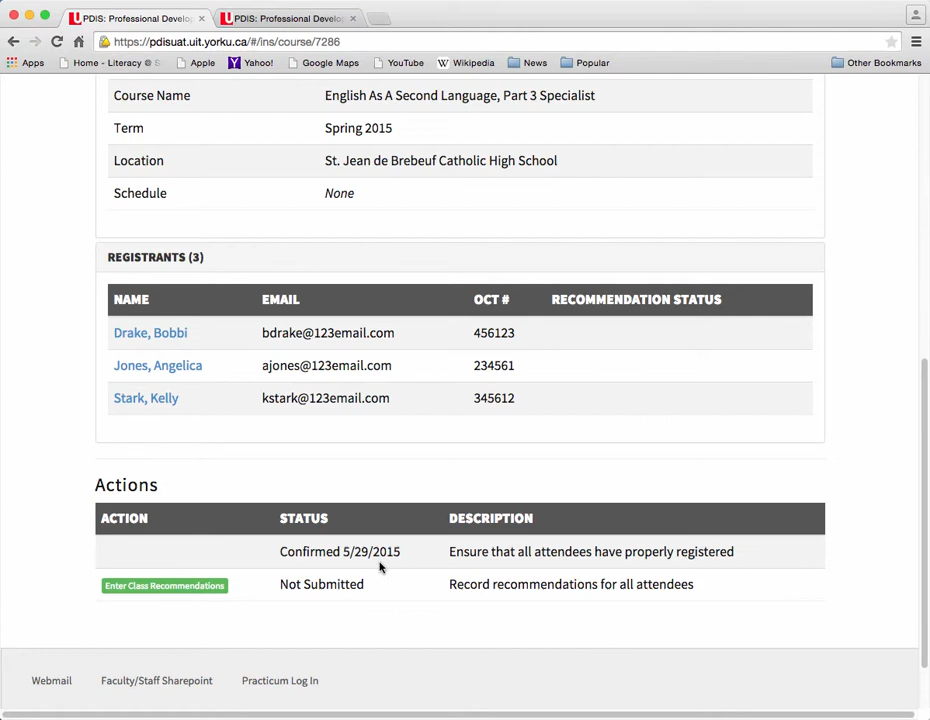 PDIS: Professional Develop
PDIS: Professional Develop
https://pdisuat.uit.yorku.ca/#/ins/course/7286
Apps
Home - Literacy @ S
Apple
Yahoo!
Google Maps
YouTube
W Wikipedia
News
Popular
Other Bookmarks
Course Name English As A Second Language, Part 3 Specialist
Term Spring 2015
Location St. Jean de Brebeuf Catholic High School
Schedule None
REGISTRANTS (3)
NAME EMAIL OCT # RECOMMENDATION STATUS
Drake, Bobbi bdrake@123email.com 456123
Jones, Angelica ajones@123email.com 234561
Stark, Kelly kstark@123email.com 345612
Actions
ACTION STATUS DESCRIPTION
Confirmed 5/29/2015 Ensure that all attendees have properly registered
Enter Class Recommendations Not Submitted Record recommendations for all attendees
Webmail Faculty/Staff Sharepoint Practicum Log In